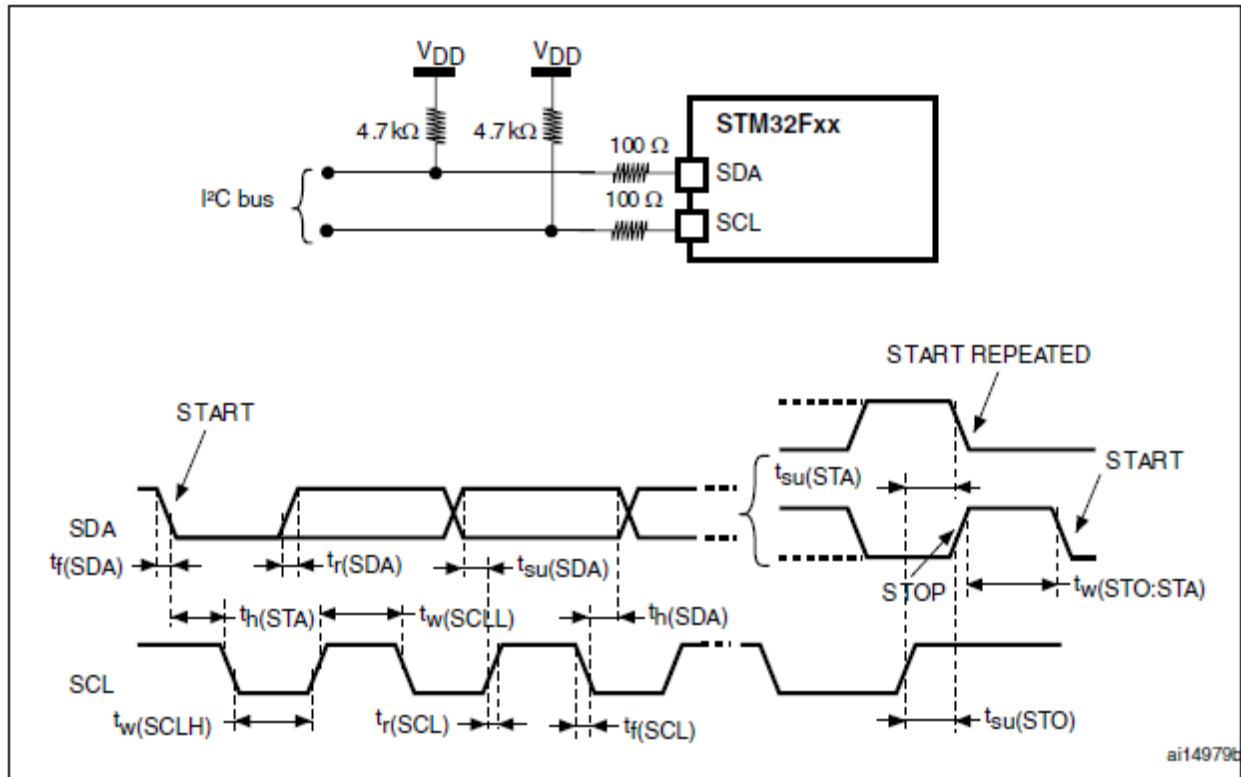 VDD VDD
4.7kΩ 4.7kΩ
STM32Fxx
100 Ω
SDA
I²C bus
100 Ω
SCL
START REPEATED
START
tsu(STA)
START
SDA
tf(SDA)
tr(SDA)
tsu(SDA)
STOP
tw(STO:STA)
th(STA)
tw(SCLL)
th(SDA)
SCL
tw(SCLH)
tr(SCL)
tf(SCL)
tsu(STO)
ai14979b